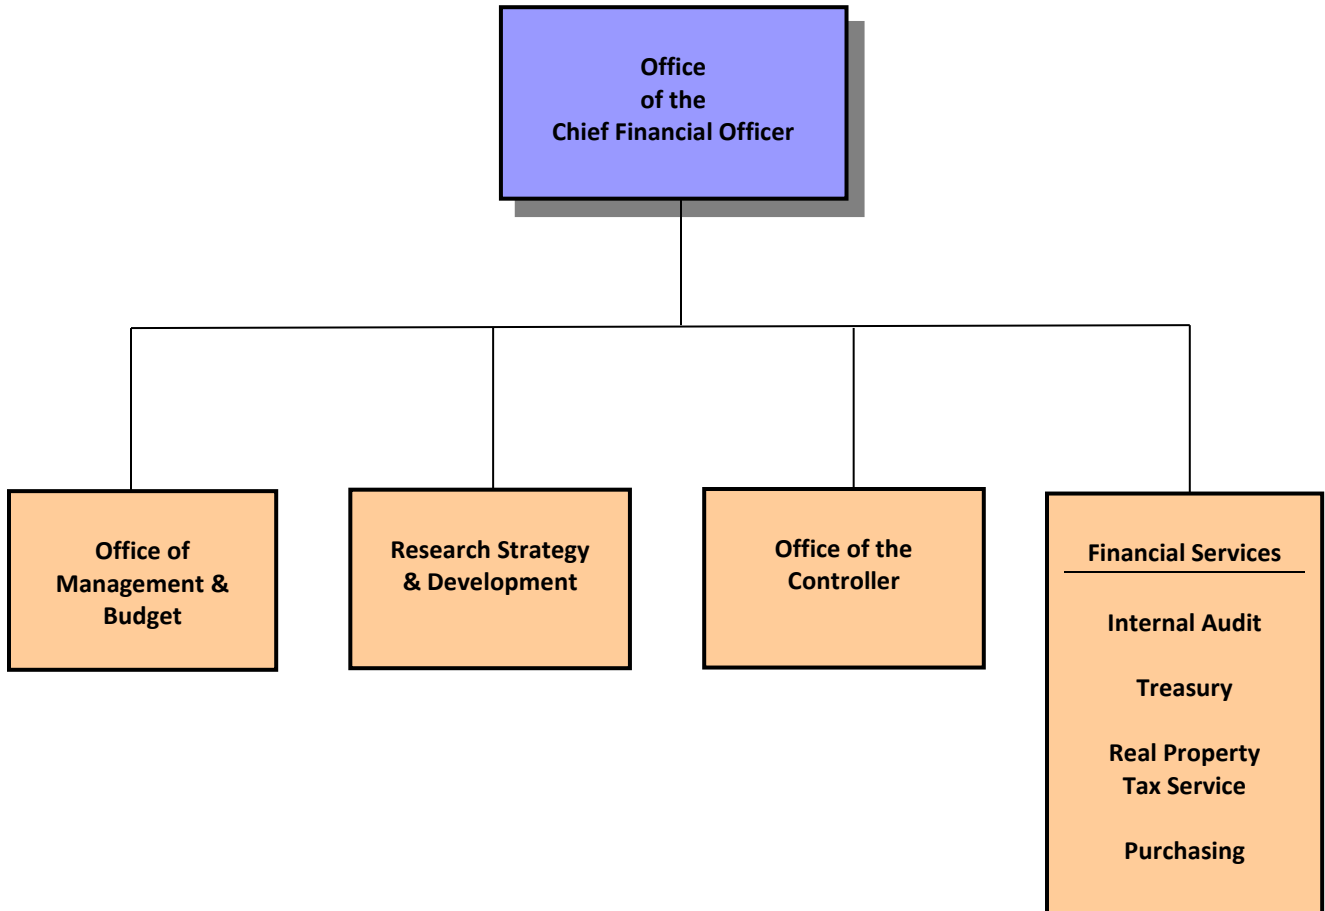 Office
of the
Chief Financial Officer
Office of
Management &
Budget
Research Strategy
& Development
Office of the
Controller
Financial Services
Internal Audit
Treasury
Real Property
Tax Service
Purchasing